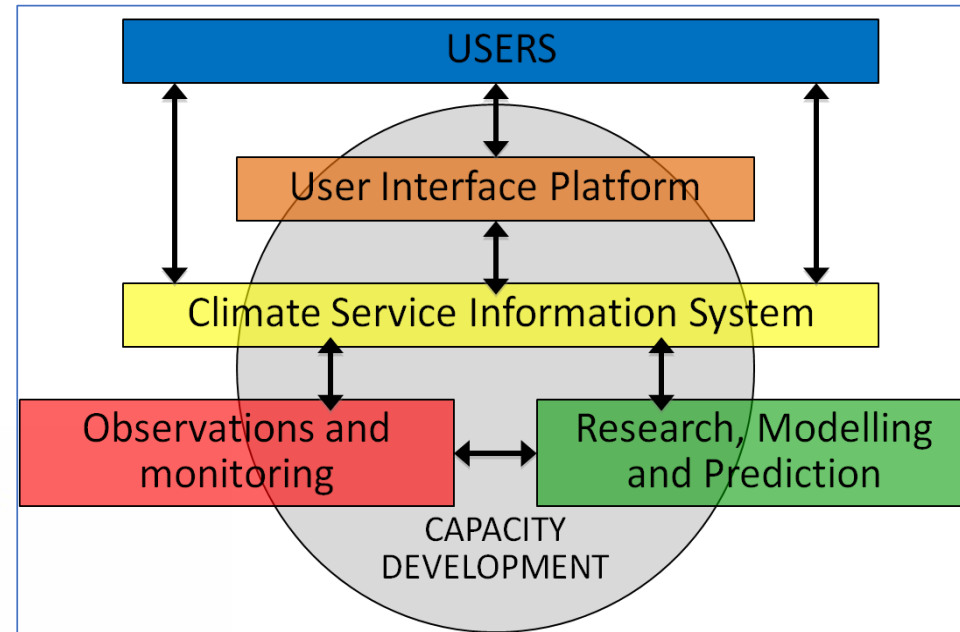 USERS
User Interface Platform
Climate Service Information System
Observations and
monitoring
Research, Modelling
and Prediction
CAPACITY
DEVELOPMENT